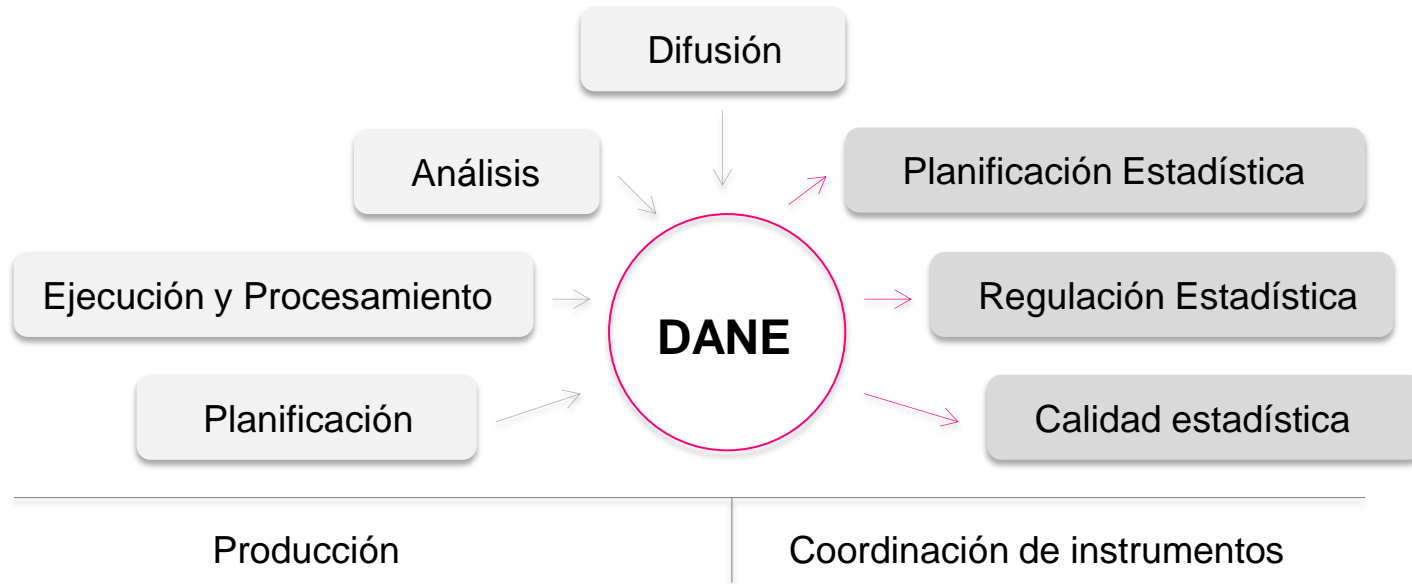 Difusión
Análisis
Planificación Estadística
Ejecución y Procesamiento
Regulación Estadística
DANE
Planificación
Calidad estadística
Producción
Coordinación de instrumentos